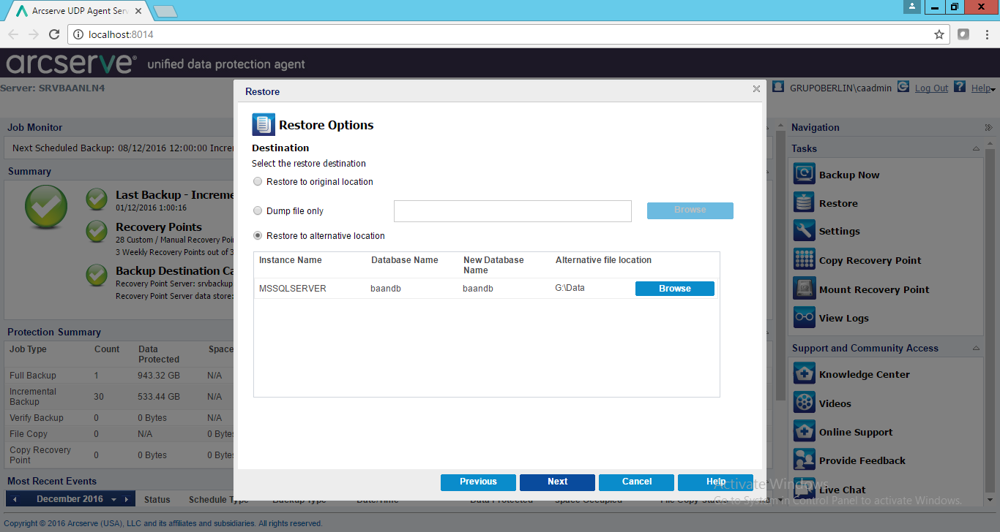 Arcserve UDP Agent Serv
localhost:8014
arcserve® unified data protection agent
Server: SRVBAANLN4
GRUPOBERLIN\caadmin Log Out Help
Job Monitor
Next Scheduled Backup: 08/12/2016 12:00:00 Increm
Summary
Last Backup - Increme
01/12/2016 1:00:16
Recovery Points
28 Custom / Manual Recovery Poi
3 Weekly Recovery Points out of 3
Backup Destination Ca
Recovery Point Server: srvbackup
Recovery Point Server data store:
Protection Summary
Job Type Count Data Protected Space
Full Backup 1 943.32 GB N/A
Incremental Backup 30 533.44 GB N/A
Verify Backup 0 0 Bytes N/A
File Copy 0 N/A 0 Byte
Copy Recovery Point 0 0 Bytes 0 Byte
Most Recent Events
December 2016 Status Schedule Type Backup Type Date/Time Data Protected Space Occupied File Copy Status
Restore
Restore Options
Destination
Select the restore destination
Restore to original location
Dump file only Browse
Restore to alternative location
Instance Name Database Name New Database Name Alternative file location
MSSQLSERVER baandb baandb G:\Data Browse
Previous Next Cancel Help
Navigation
Tasks
Backup Now
Restore
Settings
Copy Recovery Point
Mount Recovery Point
View Logs
Support and Community Access
Knowledge Center
Videos
Online Support
Provide Feedback
Live Chat
Activate Windows
Go to System in Control Panel to activate Windows.
Copyright © 2016 Arcserve (USA), LLC and its affiliates and subsidiaries. All rights reserved.